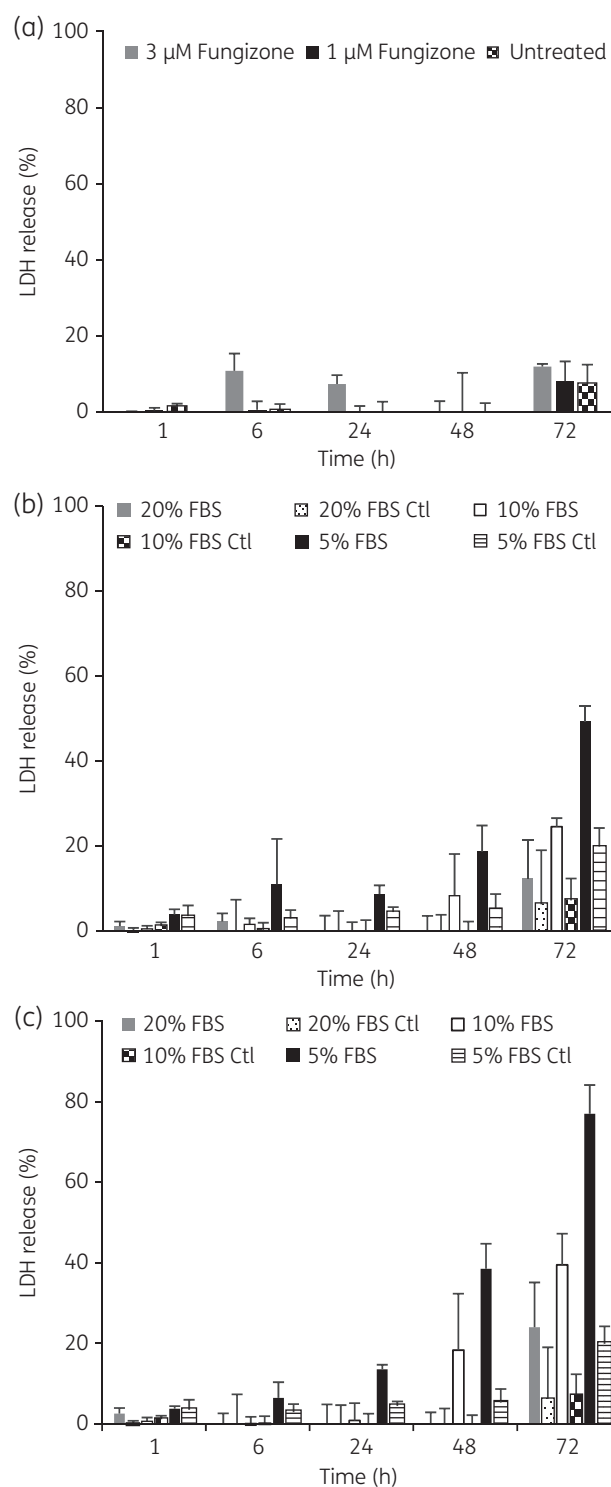 (a)
100
3 µM Fungizone 1 µM Fungizone Untreated
80
60
40
20
0
LDH release (%)
1 6 24 48 72
Time (h)
(b)
100
20% FBS 20% FBS Ctl 10% FBS
10% FBS Ctl 5% FBS 5% FBS Ctl
80
60
40
20
0
LDH release (%)
1 6 24 48 72
Time (h)
(c)
100
20% FBS 20% FBS Ctl 10% FBS
10% FBS Ctl 5% FBS 5% FBS Ctl
80
60
40
20
0
LDH release (%)
1 6 24 48 72
Time (h)